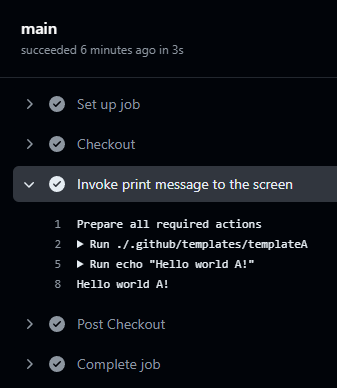 main
succeeded 6 minutes ago in 3s
Set up job
Checkout
Invoke print message to the screen
1 Prepare all required actions
2 ▶ Run ./.github/templates/templateA
5 ▶ Run echo "Hello world A!"
8 Hello world A!
Post Checkout
Complete job